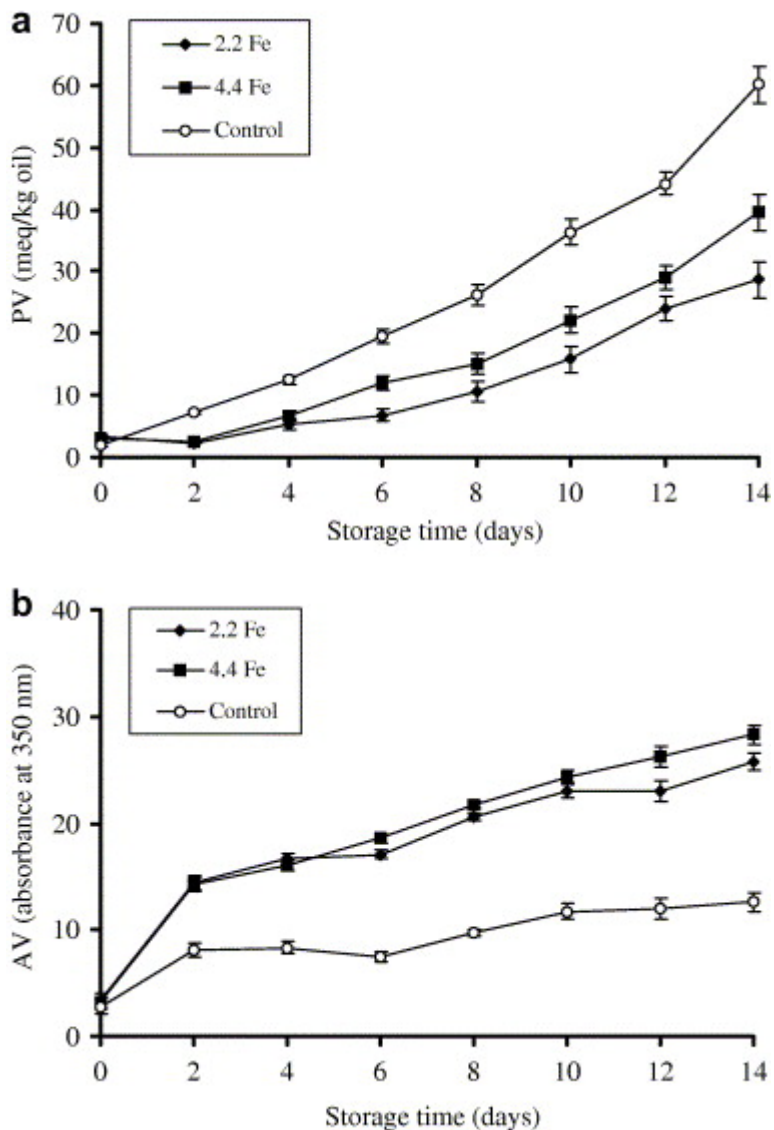 a
70
60
50
40
30
20
10
0
PV (meq/kg oil)
2.2 Fe
4.4 Fe
Control
0 2 4 6 8 10 12 14
Storage time (days)
b
40
30
20
10
0
AV (absorbance at 350 nm)
2.2 Fe
4.4 Fe
Control
0 2 4 6 8 10 12 14
Storage time (days)